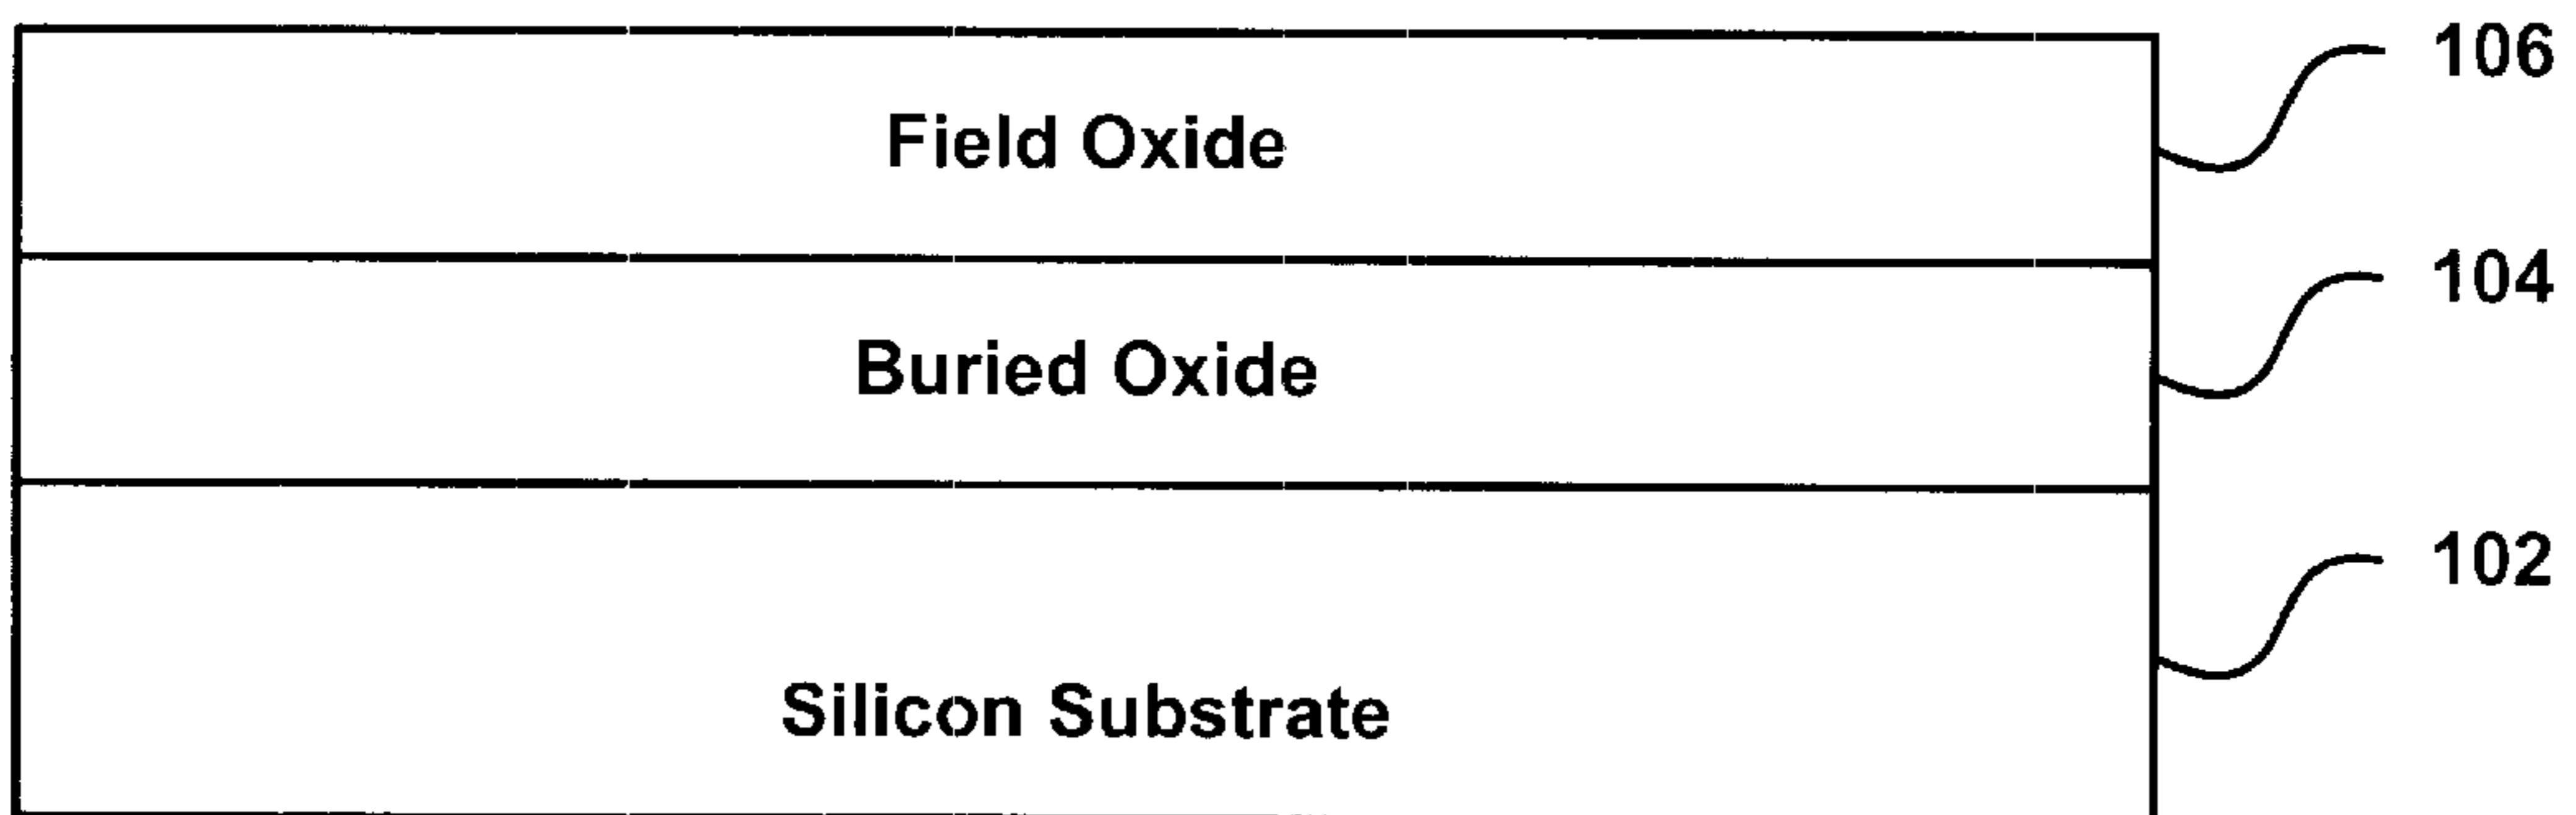 106
Field Oxide
104
Buried Oxide
102
Silicon Substrate